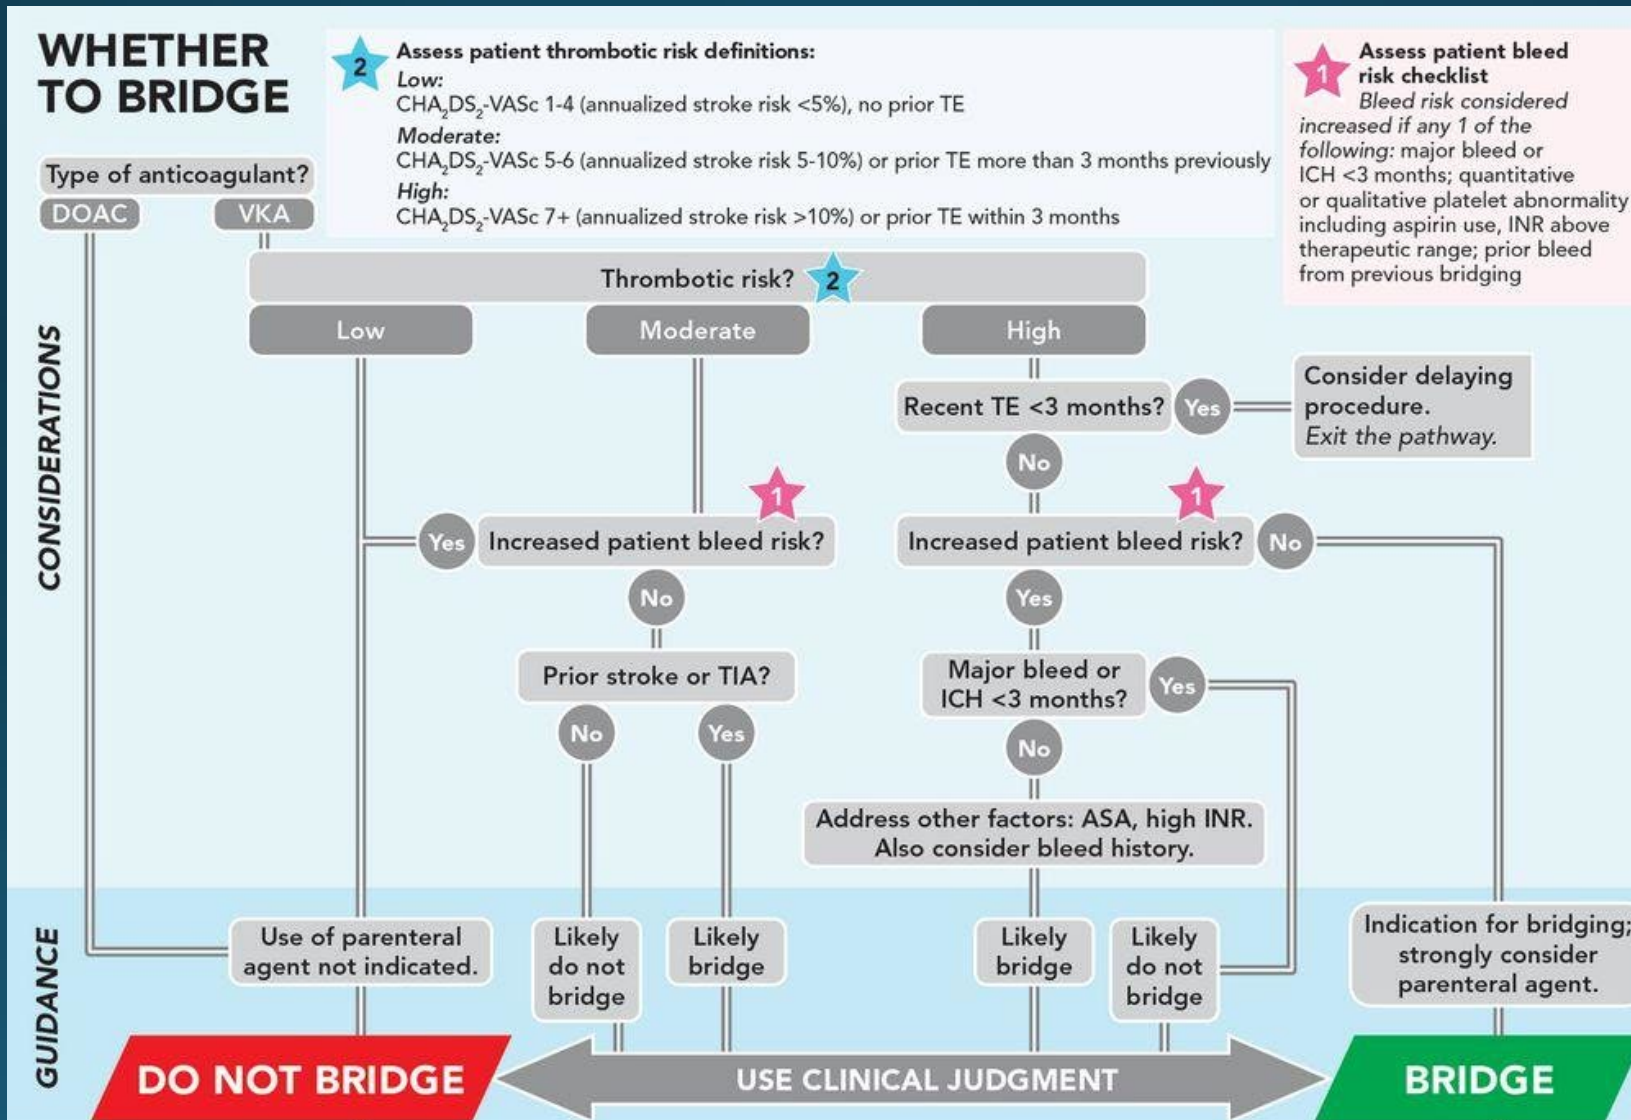 WHETHER
TO BRIDGE
2
Assess patient thrombotic risk definitions:
Low:
CHA₂DS₂-VASc 1-4 (annualized stroke risk <5%), no prior TE
Moderate:
CHA₂DS₂-VASc 5-6 (annualized stroke risk 5-10%) or prior TE more than 3 months previously
High:
CHA₂DS₂-VASc 7+ (annualized stroke risk >10%) or prior TE within 3 months
1
Assess patient bleed
risk checklist
Bleed risk considered
increased if any 1 of the
following: major bleed or
ICH <3 months; quantitative
or qualitative platelet abnormality
including aspirin use, INR above
therapeutic range; prior bleed
from previous bridging
Type of anticoagulant?
DOAC
VKA
Thrombotic risk? 2
Low
Moderate
High
CONSIDERATIONS
Recent TE <3 months?
Yes
Consider delaying
procedure.
Exit the pathway.
No
1
1
Yes
Increased patient bleed risk?
Increased patient bleed risk?
No
No
Yes
Prior stroke or TIA?
Major bleed or
ICH <3 months?
Yes
No
Yes
No
Address other factors: ASA, high INR.
Also consider bleed history.
GUIDANCE
Use of parenteral
agent not indicated.
Likely
do not
bridge
Likely
bridge
Likely
bridge
Likely
do not
bridge
Indication for bridging;
strongly consider
parenteral agent.
DO NOT BRIDGE
USE CLINICAL JUDGMENT
BRIDGE